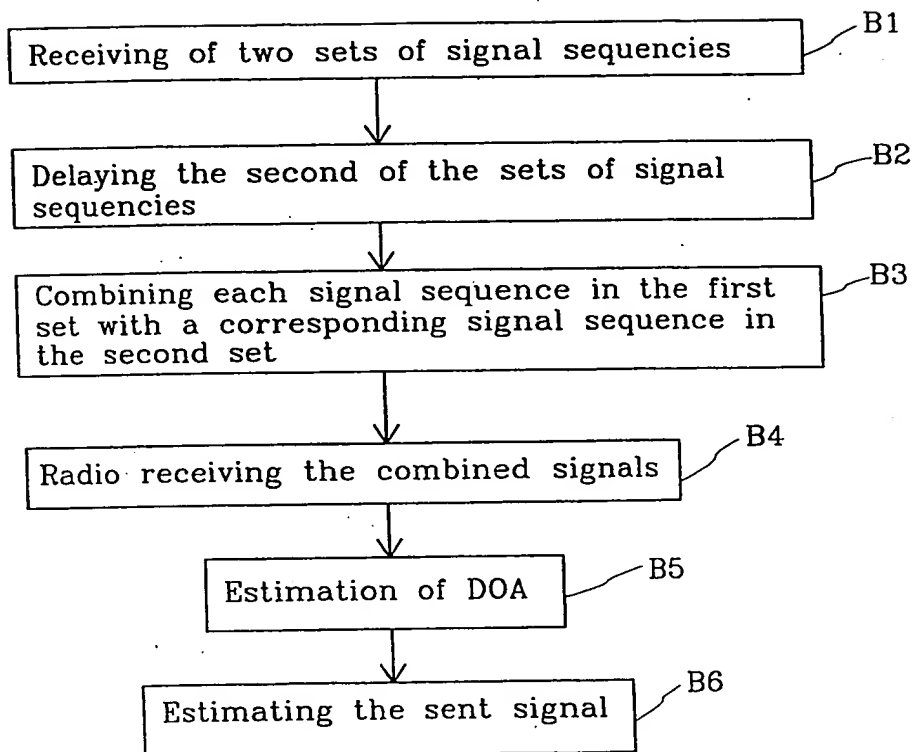 B1
Receiving of two sets of signal sequencies
B2
Delaying the second of the sets of signal
sequencies
B3
Combining each signal sequence in the first
set with a corresponding signal sequence in
the second set
B4
Radio receiving the combined signals
B5
Estimation of DOA
B6
Estimating the sent signal